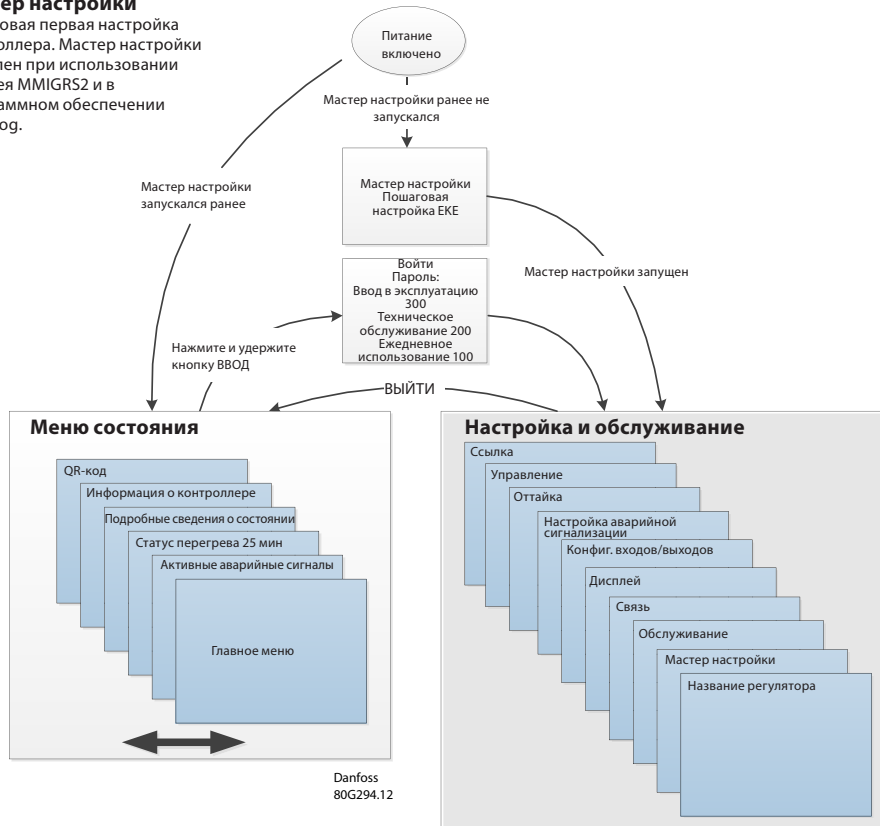 ер настройки
овая первая настройка
оллера. Мастер настройки
лен при использовании
ея MMIGRS2 и в
аммном обеспечении
og.
Питание
включено
Мастер настройки ранее не
запускался
Мастер настройки
запускался ранее
Мастер настройки
Пошаговая
настройка EKE
Мастер настройки запущен
Войти
Пароль:
Ввод в эксплуатацию
300
Техническое
обслуживание 200
Ежедневное
использование 100
Нажмите и удержите
кнопку ВВОД
ВЫЙТИ
Меню состояния
QR-код
Информация о контроллере
Подробные сведения о состоянии
Статус перегрева 25 мин
Активные аварийные сигналы
Главное меню
Настройка и обслуживание
Ссылка
Управление
Оттайка
Настройка аварийной
сигнализации
Конфиг. входов/выходов
Дисплей
Связь
Обслуживание
Мастер настройки
Название регулятора
Danfoss
80G294.12